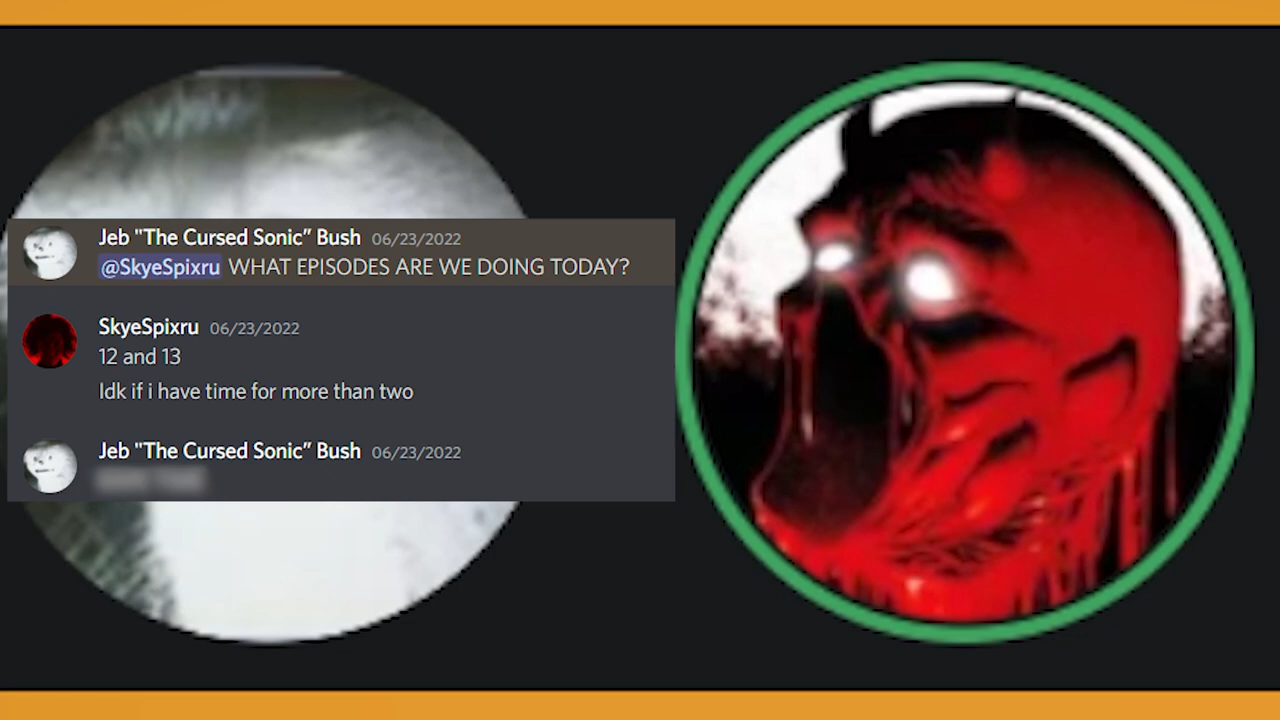 Jeb "The Cursed Sonic” Bush 06/23/2022
@SkyeSpixru WHAT EPISODES ARE WE DOING TODAY?
SkyeSpixru 06/23/2022
12 and 13
Idk if i have time for more than two
Jeb "The Cursed Sonic” Bush 06/23/2022